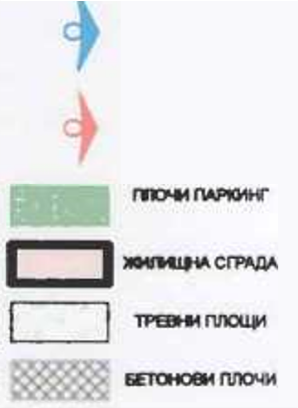 ПЛОЧИ ПАРКИНГ
ЖИЛИЩНА СГРАДА
ТРЕВНИ ПЛОЩИ
БЕТОНОВИ ПЛОЧИ